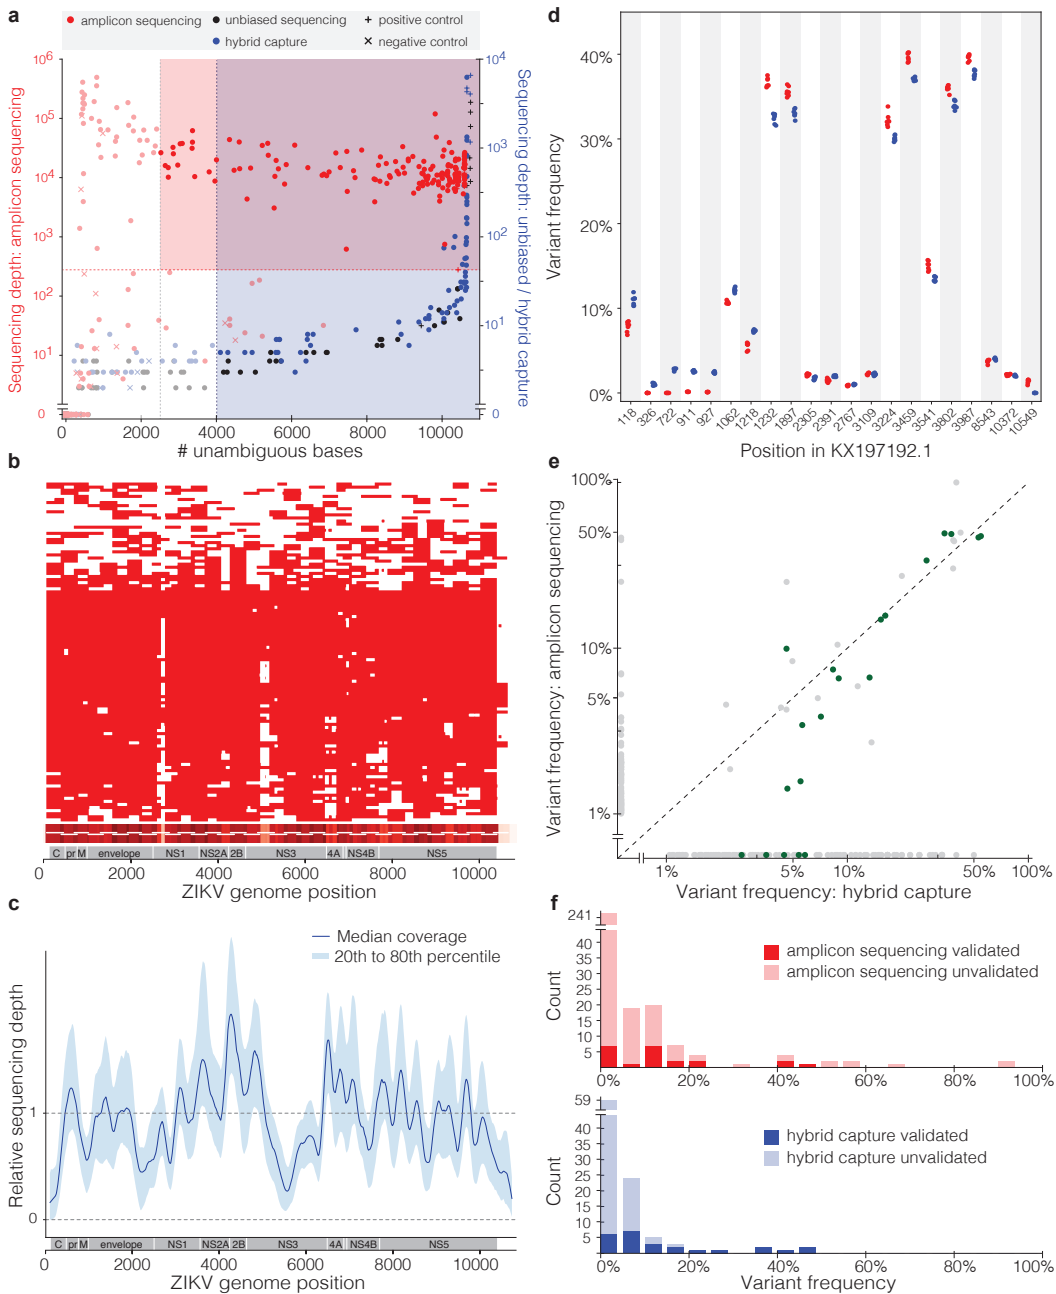 a
amplicon sequencing
unbiased sequencing
positive control
hybrid capture
negative control
Sequencing depth: amplicon sequencing
10^6
10^5
10^4
10^3
10^2
10^1
0
10^4
10^3
10^2
10^1
0
Sequencing depth: unbiased / hybrid capture
0 2000 4000 6000 8000 10000
# unambiguous bases
b
C pr M envelope NS1 NS2A 2B NS3 4A NS4B NS5
0 2000 4000 6000 8000 10000
ZIKV genome position
c
Median coverage
20th to 80th percentile
Relative sequencing depth
1
0
C pr M envelope NS1 NS2A 2B NS3 4A NS4B NS5
0 2000 4000 6000 8000 10000
ZIKV genome position
d
Variant frequency
40%
30%
20%
10%
0%
118 326 722 911 927 1062 1218 1232 1897 2305 2391 2767 3109 3224 3459 3541 3802 3987 8543 10372 10549
Position in KX197192.1
e
Variant frequency: amplicon sequencing
100%
50%
10%
5%
1%
1% 5% 10% 50% 100%
Variant frequency: hybrid capture
f
Count
241
40
35
30
25
20
15
10
5
amplicon sequencing validated
amplicon sequencing unvalidated
0% 20% 40% 60% 80% 100%
Count
59
40
35
30
25
20
15
10
5
hybrid capture validated
hybrid capture unvalidated
0% 20% 40% 60% 80% 100%
Variant frequency